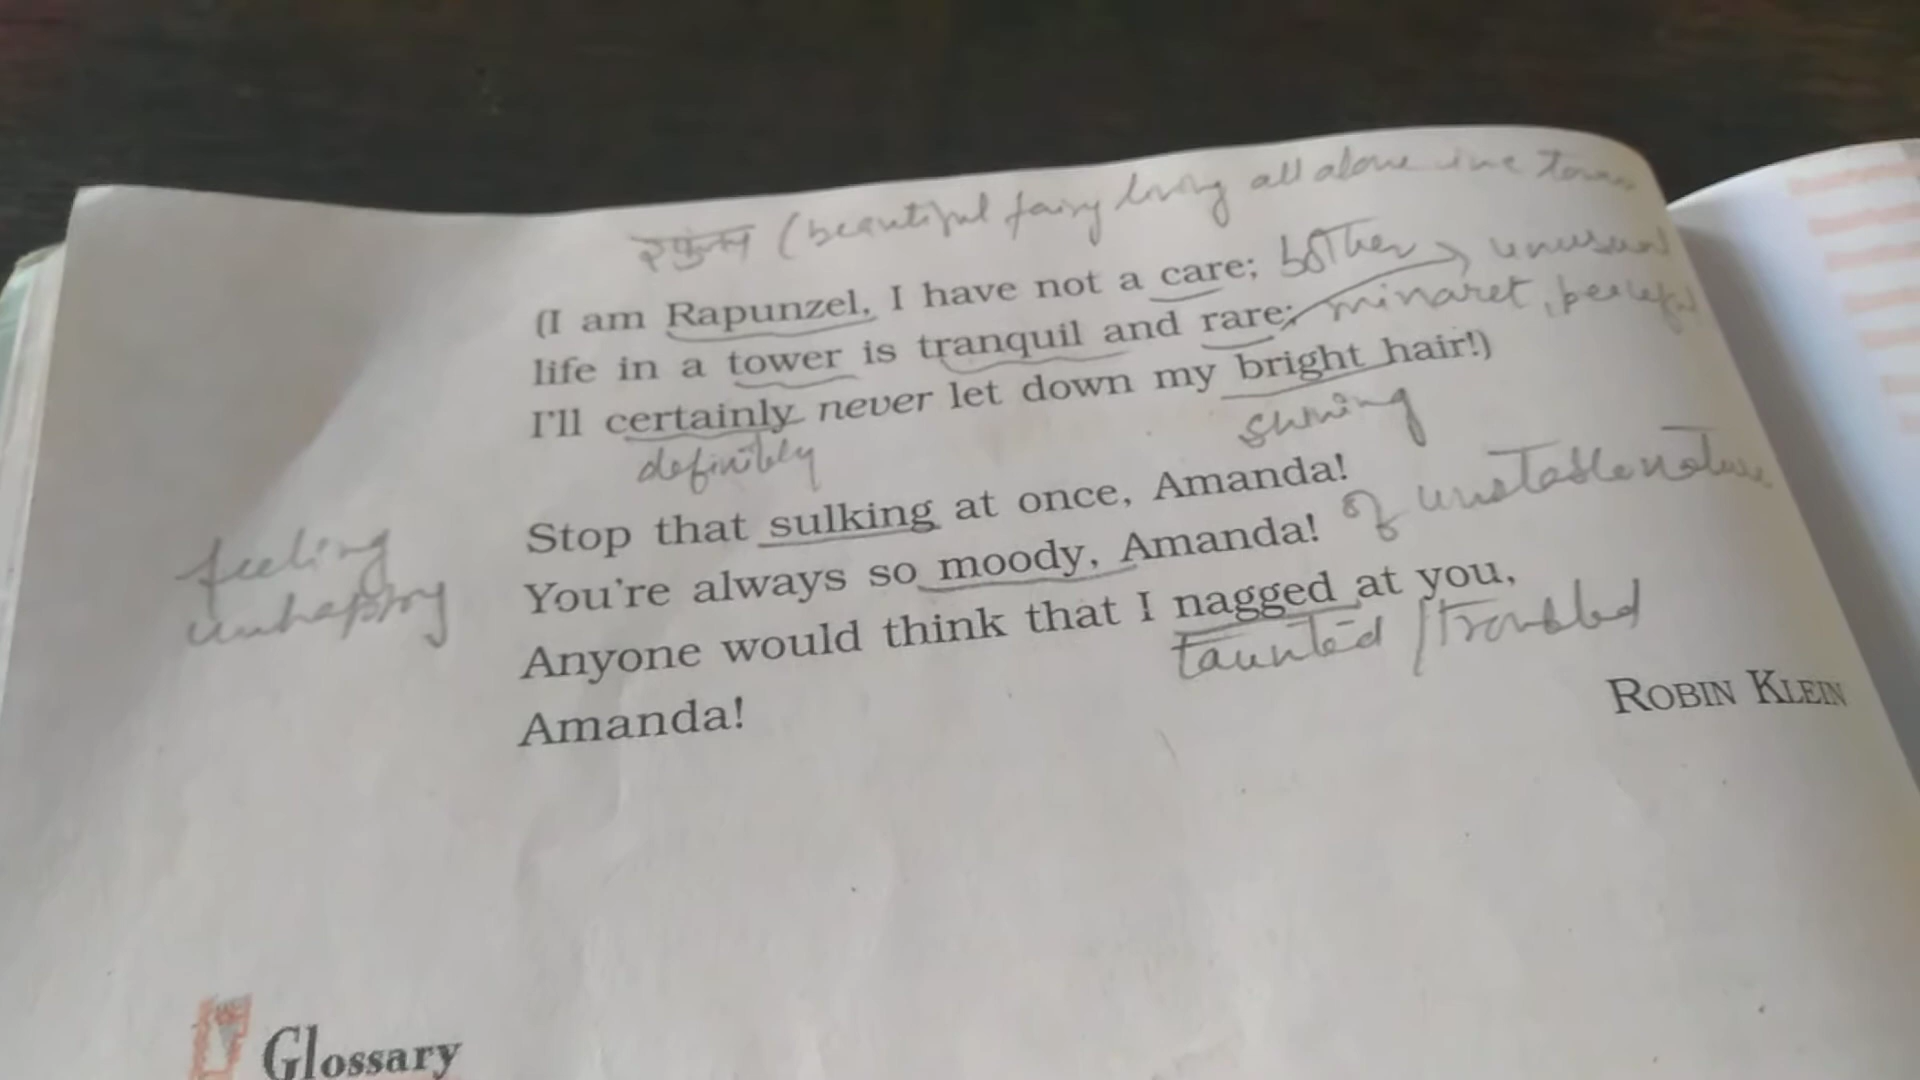 (beautiful fairy living all alone in a tower
(I am Rapunzel, I have not a care; bother unusual
life in a tower is tranquil and rare; minaret, peaceful
I'll certainly never let down my bright hair!)
definitely shining
Stop that sulking at once, Amanda!
feeling unhappy
You're always so moody, Amanda! of unstable nature
Anyone would think that I nagged at you,
taunted / troubled
Amanda!
ROBIN KLEIN
Glossary